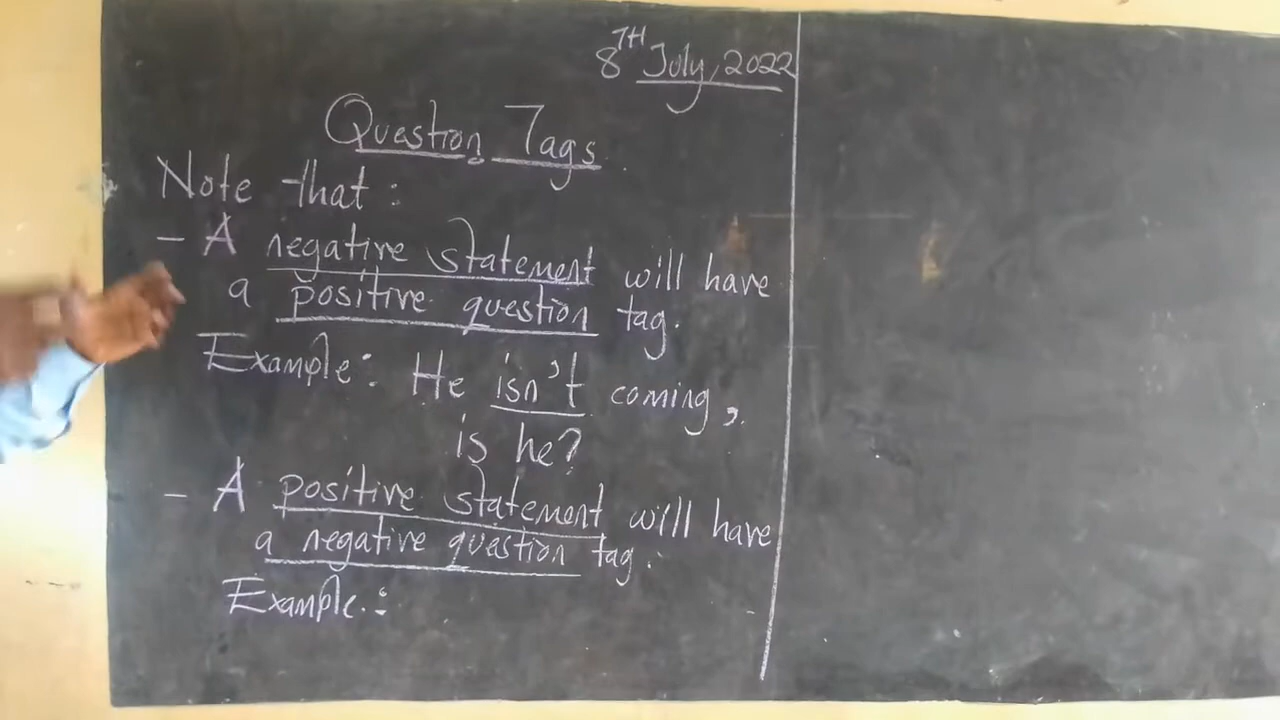 8TH July, 2022
Question Tags
Note that:
- A negative statement will have
a positive question tag.
Example: He isn't coming,
is he?
- A positive statement will have
a negative question tag.
Example: